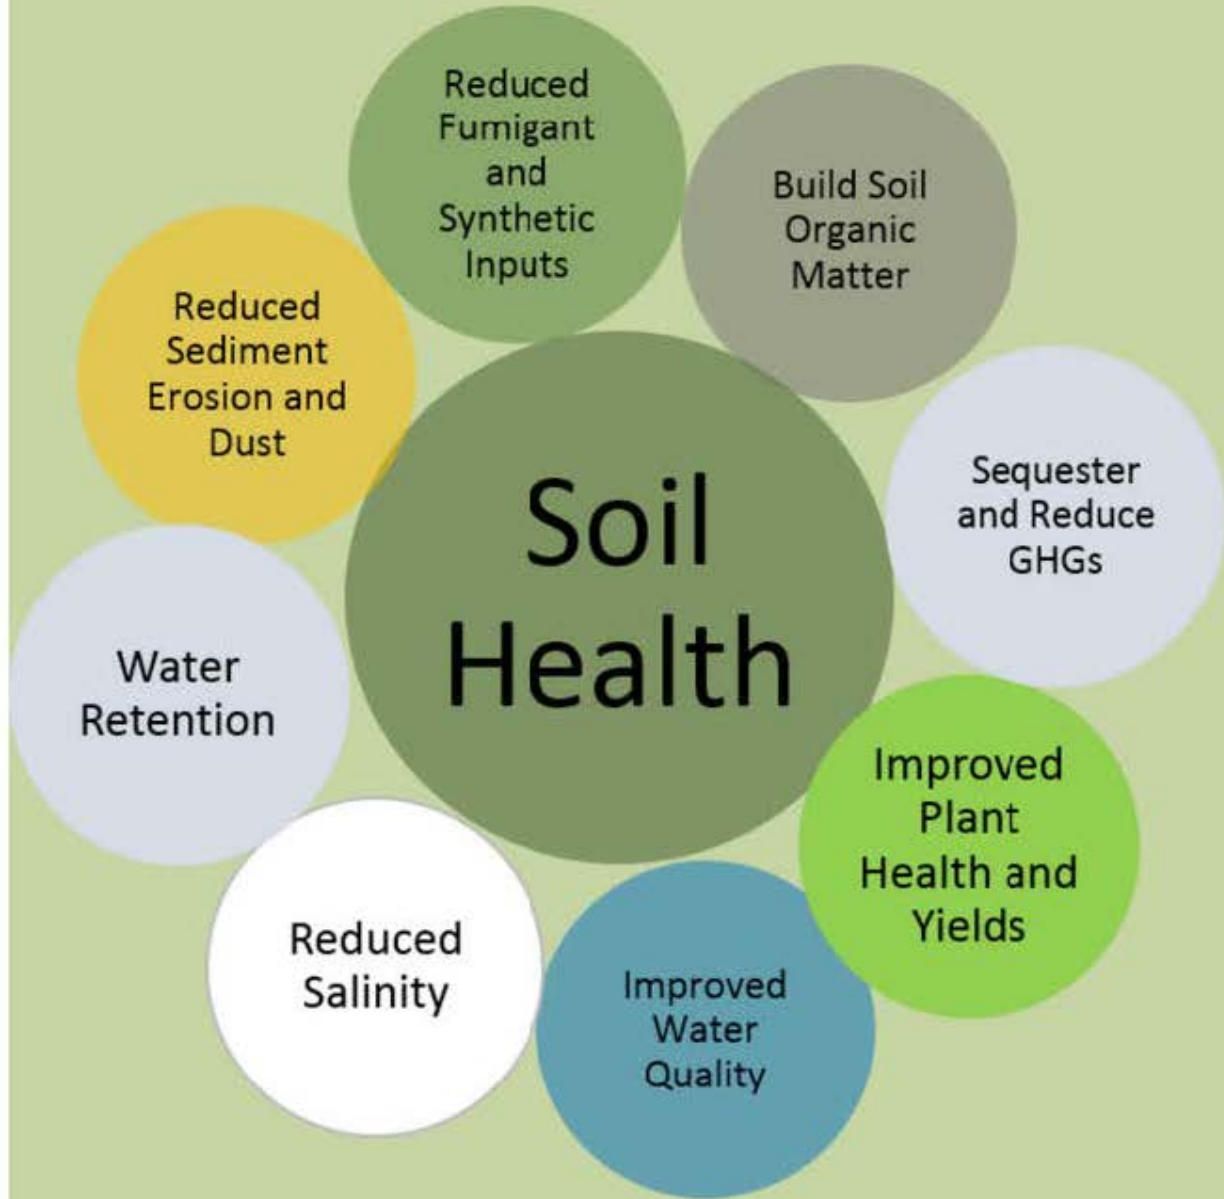 Reduced
Fumigant
and
Synthetic
Inputs
Build Soil
Organic
Matter
Reduced
Sediment
Erosion and
Dust
Sequester
and Reduce
GHGs
Soil
Health
Water
Retention
Improved
Plant
Health and
Yields
Reduced
Salinity
Improved
Water
Quality